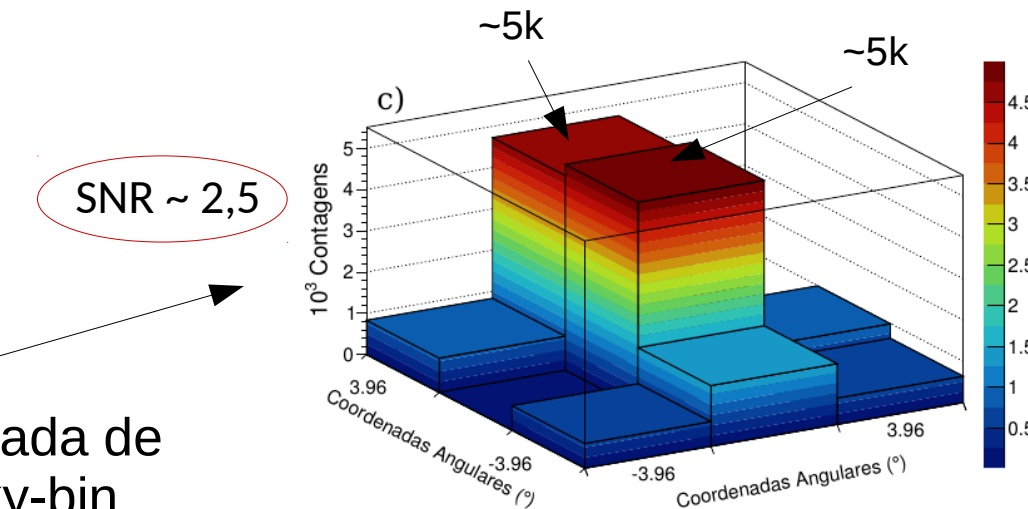 ~5k
~5k
c)
SNR ~ 2,5
10³ Contagens
5
4
3
2
1
0
3.96
-3.96
Coordenadas Angulares (°)
-3.96
3.96
Coordenadas Angulares (°)
4.5
4
3.5
3
2.5
2
1.5
1
0.5
ada de